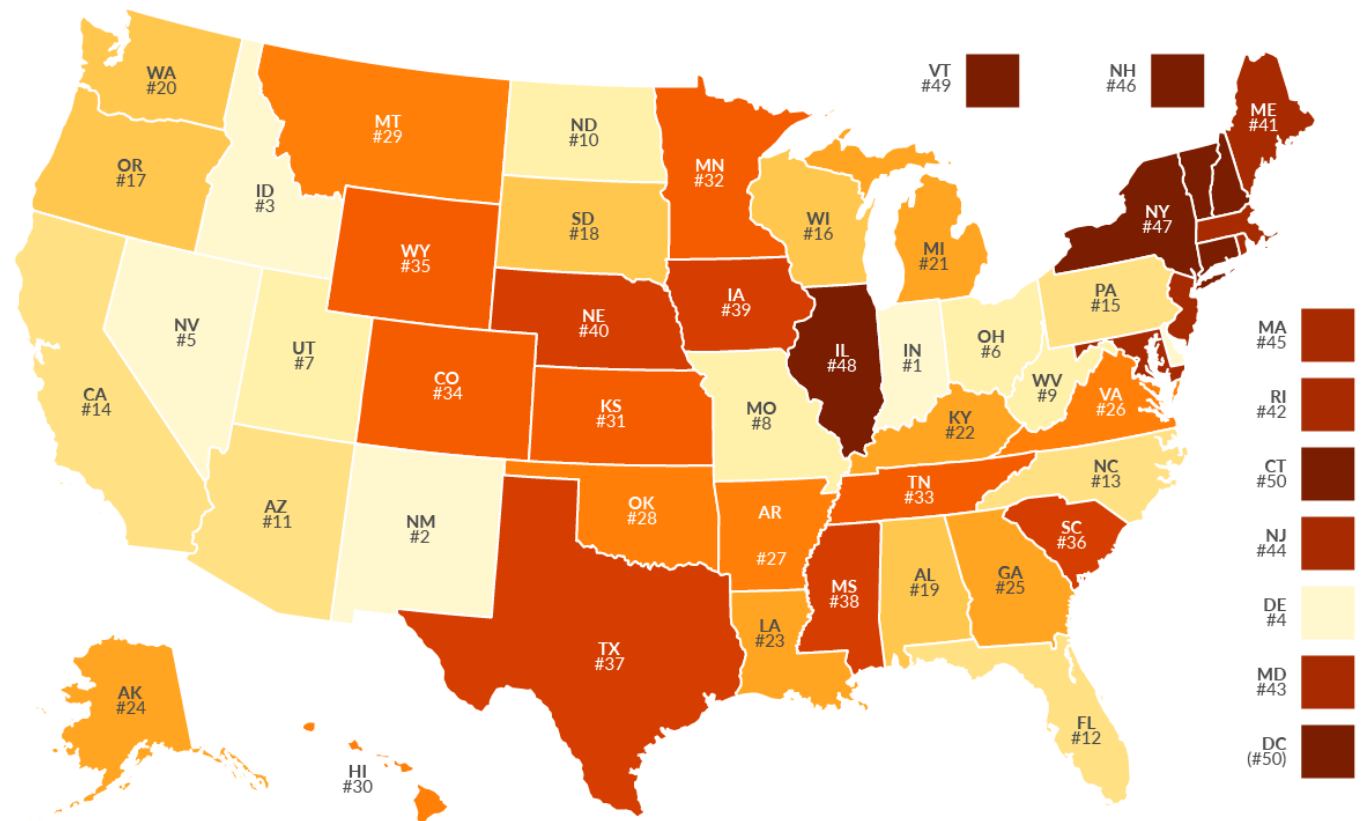 VT
#49
NH
#46
WA
#20
MT
#29
ND
#10
MN
#32
ME
#41
OR
#17
ID
#3
SD
#18
WI
#16
MI
#21
NY
#47
WY
#35
IA
#39
PA
#15
NE
#40
NV
#5
UT
#7
IL
#48
IN
#1
OH
#6
MA
#45
CA
#14
CO
#34
KS
#31
MO
#8
WV
#9
VA
#26
KY
#22
RI
#42
NC
#13
TN
#33
CT
#50
AZ
#11
NM
#2
OK
#28
AR
#27
SC
#36
NJ
#44
MS
#38
AL
#19
GA
#25
DE
#4
TX
#37
LA
#23
MD
#43
AK
#24
FL
#12
DC
(#50)
HI
#30